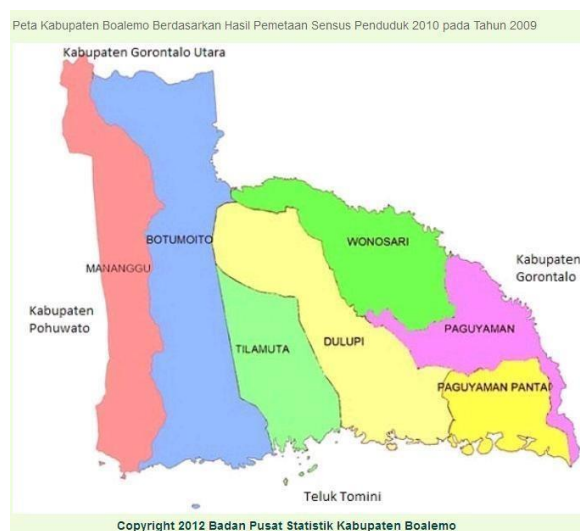 Peta Kabupaten Boalemo Berdasarkan Hasil Pemetaan Sensus Penduduk 2010 pada Tahun 2009
Kabupaten Gorontalo Utara
BOTUMOITO
WONOSARI
MANANGGU
Kabupaten
Gorontalo
Kabupaten
Pohuwato
PAGUYAMAN
TILAMUTA
DULUPI
PAGUYAMAN PANTAI
Teluk Tomini
Copyright 2012 Badan Pusat Statistik Kabupaten Boalemo